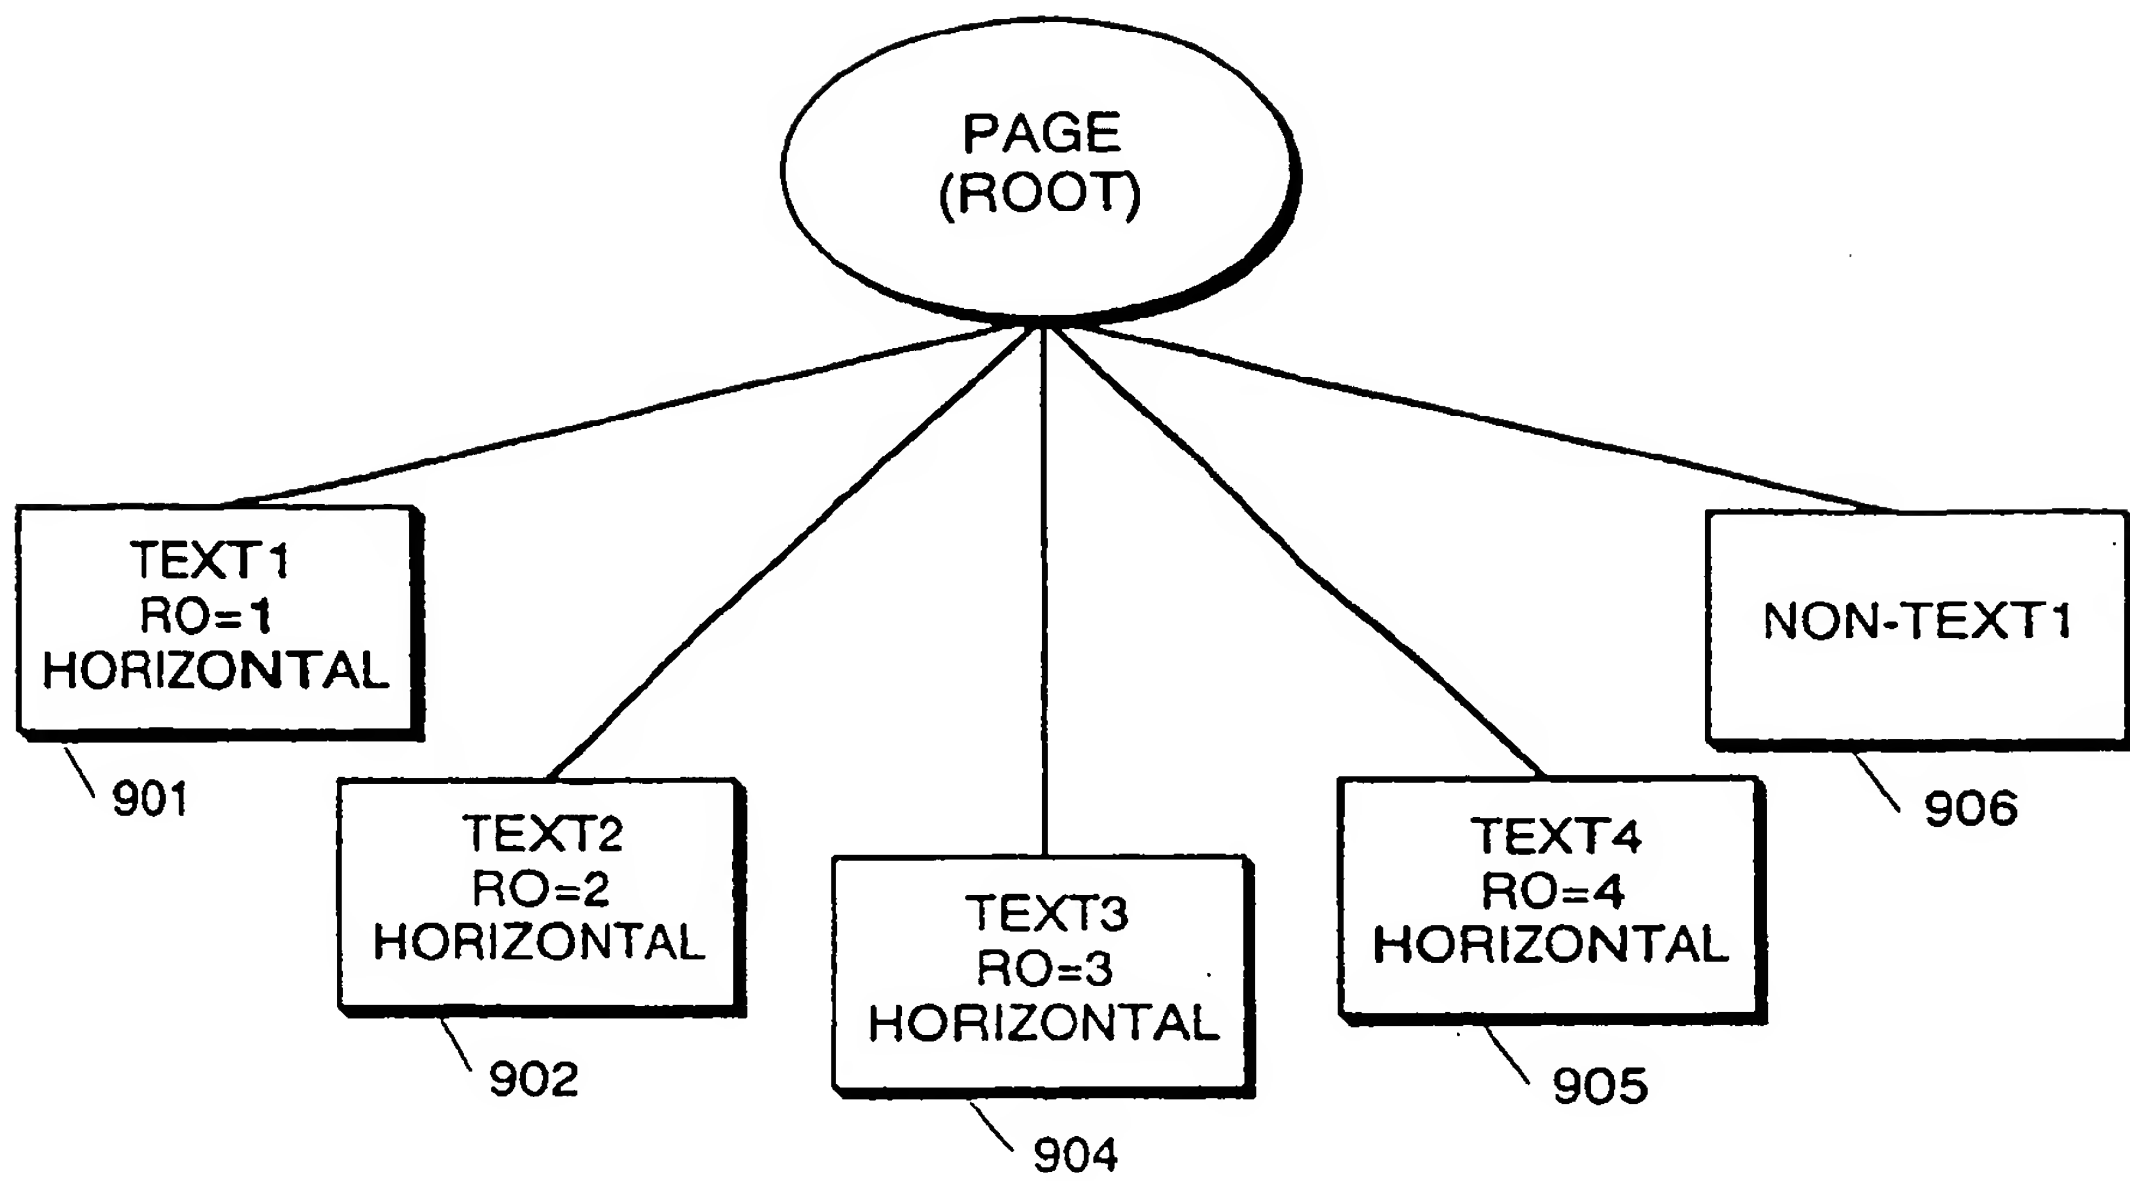 PAGE
(ROOT)
TEXT1
RO=1
HORIZONTAL
901
TEXT2
RO=2
HORIZONTAL
902
TEXT3
RO=3
HORIZONTAL
904
TEXT4
RO=4
HORIZONTAL
905
NON-TEXT1
906